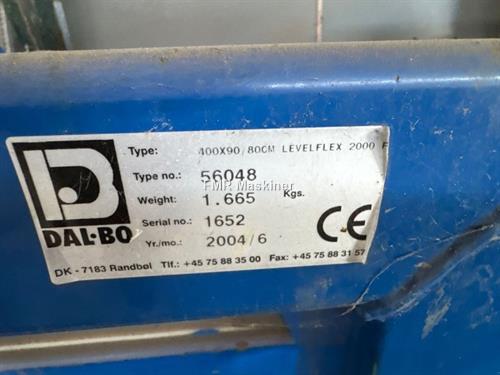 Type: 400X90/80CM LEVELFLEX 2000 F
Type no.: 56048
FMR Maskiner
Weight: 1.665 Kgs.
Serial no.: 1652
Yr./mo.: 2004/6
CE
DAL-BO
DK - 7183 Randbøl Tlf.: +45 75 88 35 00 Fax: +45 75 88 31 57